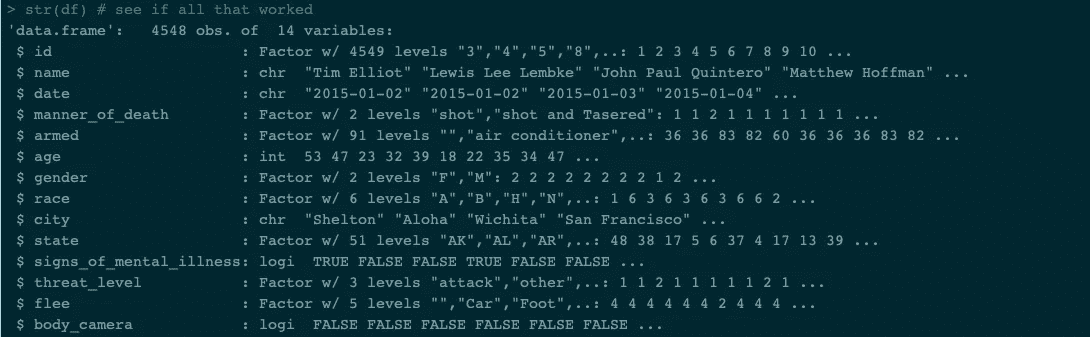 > str(df) # see if all that worked
'data.frame':   4548 obs. of  14 variables:
 $ id                     : Factor w/ 4549 levels "3","4","5","8",..: 1 2 3 4 5 6 7 8 9 10 ...
 $ name                   : chr  "Tim Elliot" "Lewis Lee Lembke" "John Paul Quintero" "Matthew Hoffman" ...
 $ date                   : chr  "2015-01-02" "2015-01-02" "2015-01-03" "2015-01-04" ...
 $ manner_of_death        : Factor w/ 2 levels "shot","shot and Tasered": 1 1 2 1 1 1 1 1 1 1 ...
 $ armed                  : Factor w/ 91 levels "","air conditioner",..: 36 36 83 82 60 36 36 36 83 82 ...
 $ age                    : int  53 47 23 32 39 18 22 35 34 47 ...
 $ gender                 : Factor w/ 2 levels "F","M": 2 2 2 2 2 2 2 2 1 2 ...
 $ race                   : Factor w/ 6 levels "A","B","H","N",..: 1 6 3 6 3 6 3 6 6 2 ...
 $ city                   : chr  "Shelton" "Aloha" "Wichita" "San Francisco" ...
 $ state                  : Factor w/ 51 levels "AK","AL","AR",..: 48 38 17 5 6 37 4 17 13 39 ...
 $ signs_of_mental_illness: logi  TRUE FALSE FALSE TRUE FALSE FALSE ...
 $ threat_level           : Factor w/ 3 levels "attack","other",..: 1 1 2 1 1 1 1 1 2 1 ...
 $ flee                   : Factor w/ 5 levels "","Car","Foot",..: 4 4 4 4 4 4 2 4 4 4 ...
 $ body_camera            : logi  FALSE FALSE FALSE FALSE FALSE FALSE ...